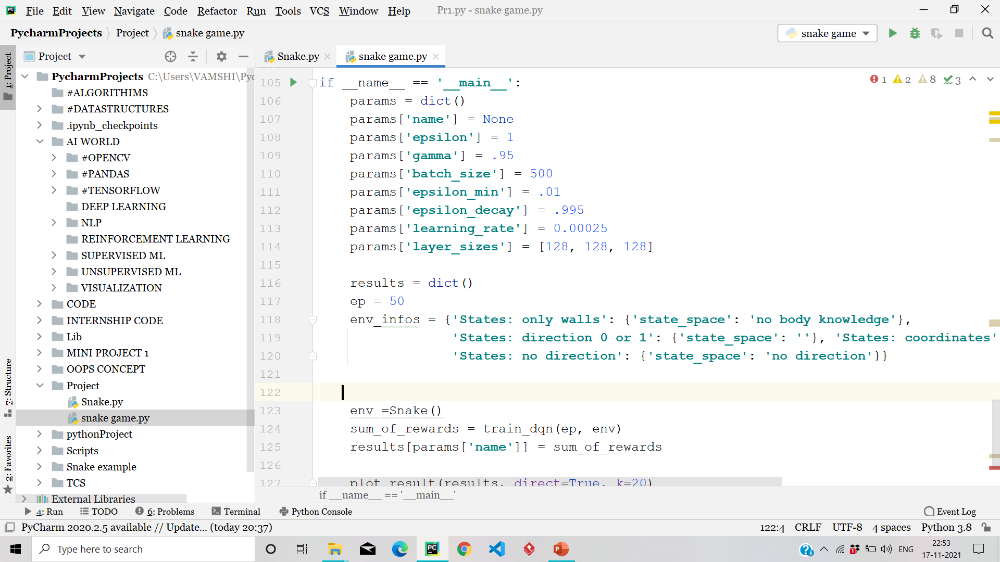 File Edit View Navigate Code Refactor Run Tools VCS Window Help Pr1.py - snake game.py
PycharmProjects Project snake game.py snake game
1: Project
Project
Snake.py snake game.py
PycharmProjects C:\Users\VAMSHI\Pyc
#ALGORITHIMS
#DATASTRUCTURES
.ipynb_checkpoints
AI WORLD
#OPENCV
#PANDAS
#TENSORFLOW
DEEP LEARNING
NLP
REINFORCEMENT LEARNING
SUPERVISED ML
UNSUPERVISED ML
VISUALIZATION
CODE
INTERNSHIP CODE
Lib
MINI PROJECT 1
OOPS CONCEPT
Project
Snake.py
snake game.py
pythonProject
Scripts
Snake example
TCS
External Libraries
7: Structure
2: Favorites
1 2 8 3
105 if __name__ == '__main__':
106 params = dict()
107 params['name'] = None
108 params['epsilon'] = 1
109 params['gamma'] = .95
110 params['batch_size'] = 500
111 params['epsilon_min'] = .01
112 params['epsilon_decay'] = .995
113 params['learning_rate'] = 0.00025
114 params['layer_sizes'] = [128, 128, 128]
115
116 results = dict()
117 ep = 50
118 env_infos = {'States: only walls': {'state_space': 'no body knowledge'},
119 'States: direction 0 or 1': {'state_space': ''}, 'States: coordinates'
120 'States: no direction': {'state_space': 'no direction'}}
121
122
123 env =Snake()
124 sum_of_rewards = train_dqn(ep, env)
125 results[params['name']] = sum_of_rewards
126
127 plot_result(results, direct=True, k=20)
if __name__ == '__main__'
4: Run TODO 6: Problems Terminal Python Console Event Log
PyCharm 2020.2.5 available // Update... (today 20:37) 122:4 CRLF UTF-8 4 spaces Python 3.8
Type here to search
ENG
22:53
17-11-2021